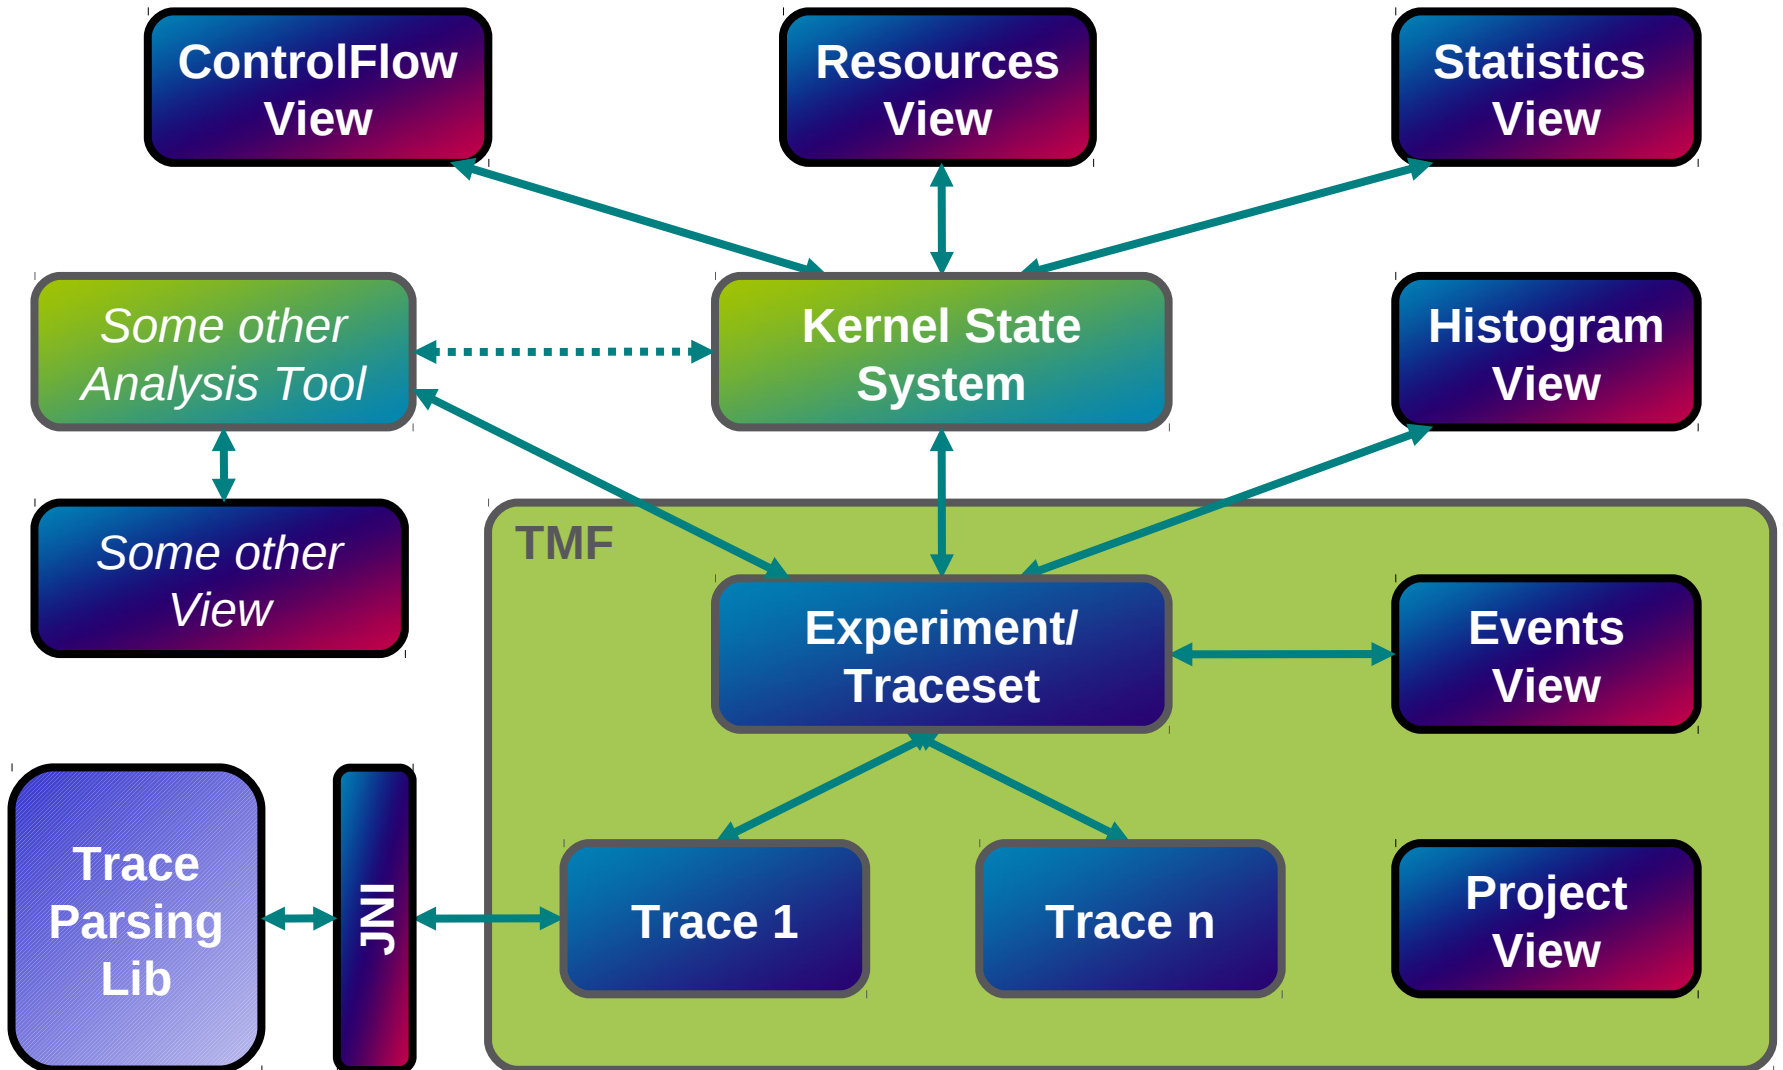 ControlFlow
View
Resources
View
Statistics
View
Some other
Analysis Tool
Kernel State
System
Histogram
View
Some other
View
TMF
Experiment/
Traceset
Events
View
Trace
Parsing
Lib
JNI
Trace 1
Trace n
Project
View